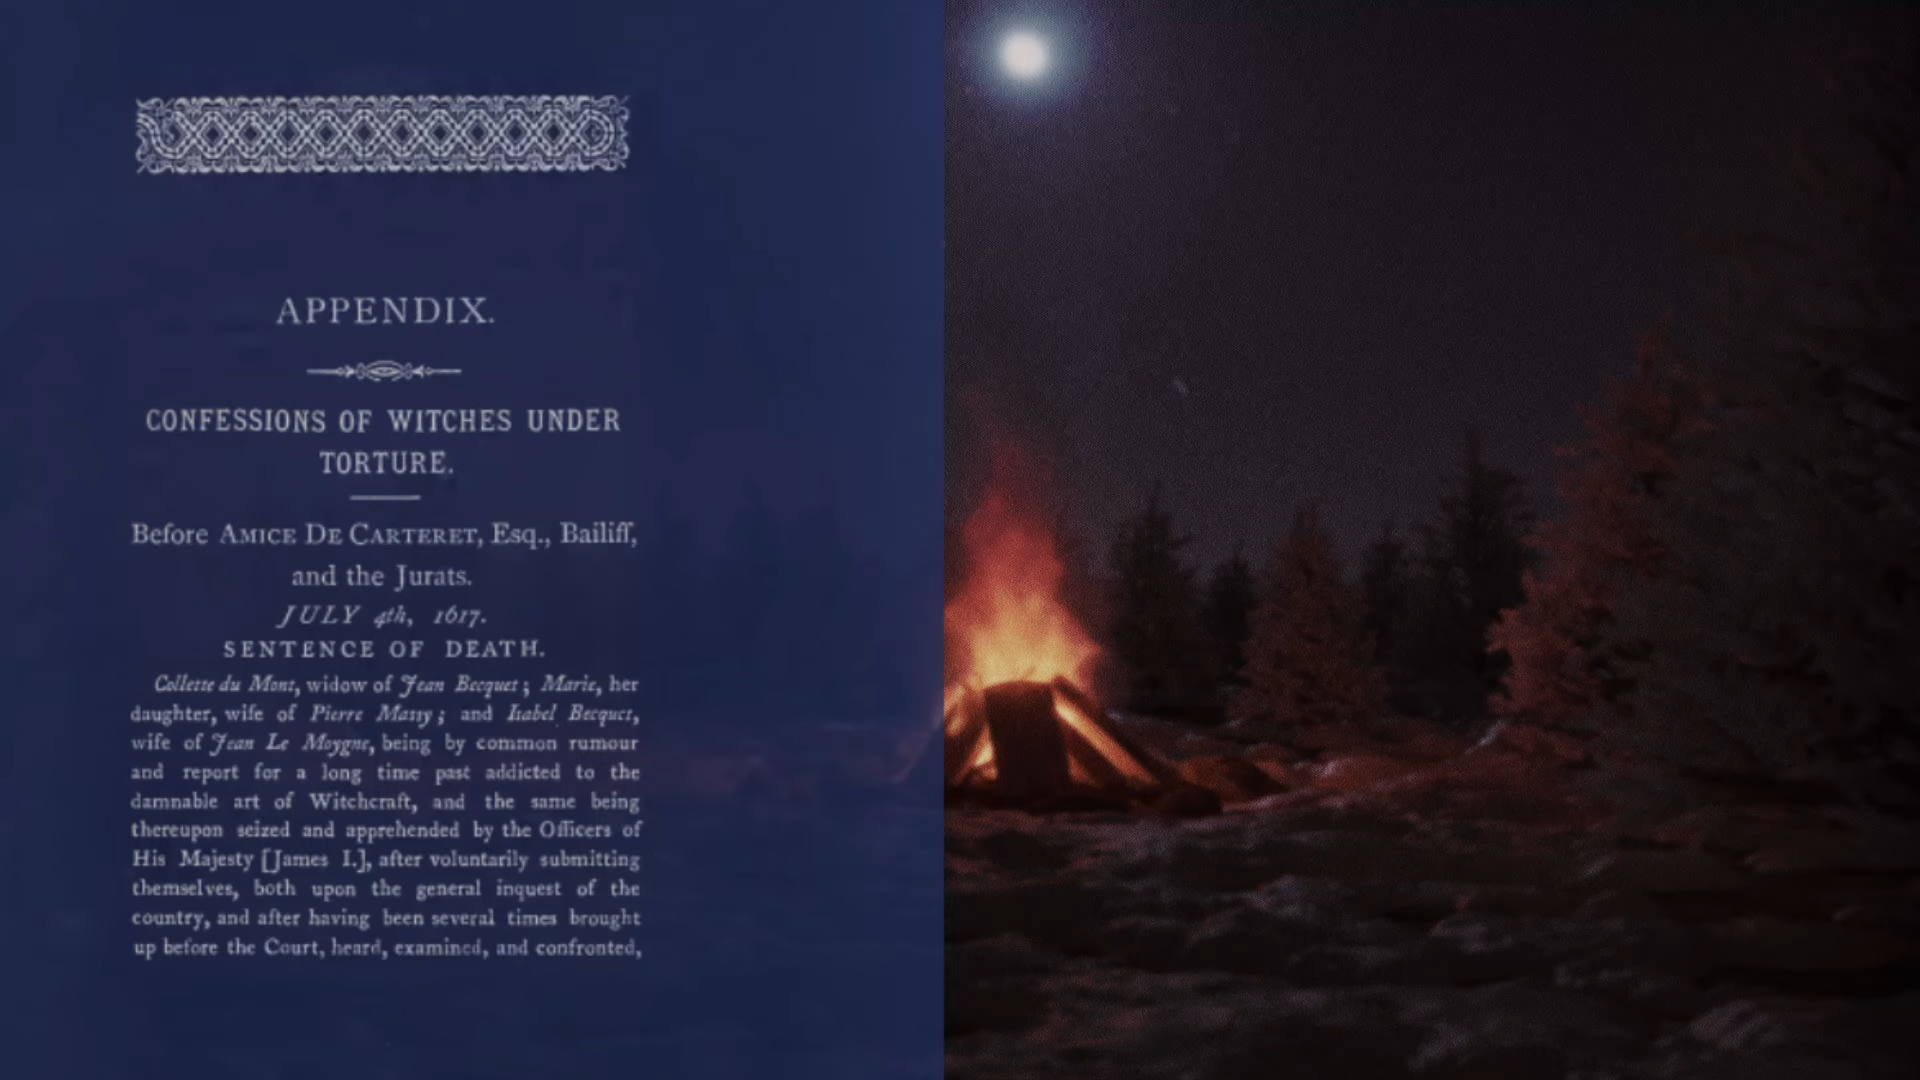 APPENDIX.
CONFESSIONS OF WITCHES UNDER
TORTURE.
Before AMICE DE CARTERET, Esq., Bailiff,
and the Jurats.
JULY 4th, 1617.
SENTENCE OF DEATH.
Collette du Mont, widow of Jean Becquet; Marie, her
daughter, wife of Pierre Massy; and Isabel Becquet,
wife of Jean Le Moygne, being by common rumour
and report for a long time past addicted to the
damnable art of Witchcraft, and the same being
thereupon seized and apprehended by the Officers of
His Majesty [James I.], after voluntarily submitting
themselves, both upon the general inquest of the
country, and after having been several times brought
up before the Court, heard, examined, and confronted,